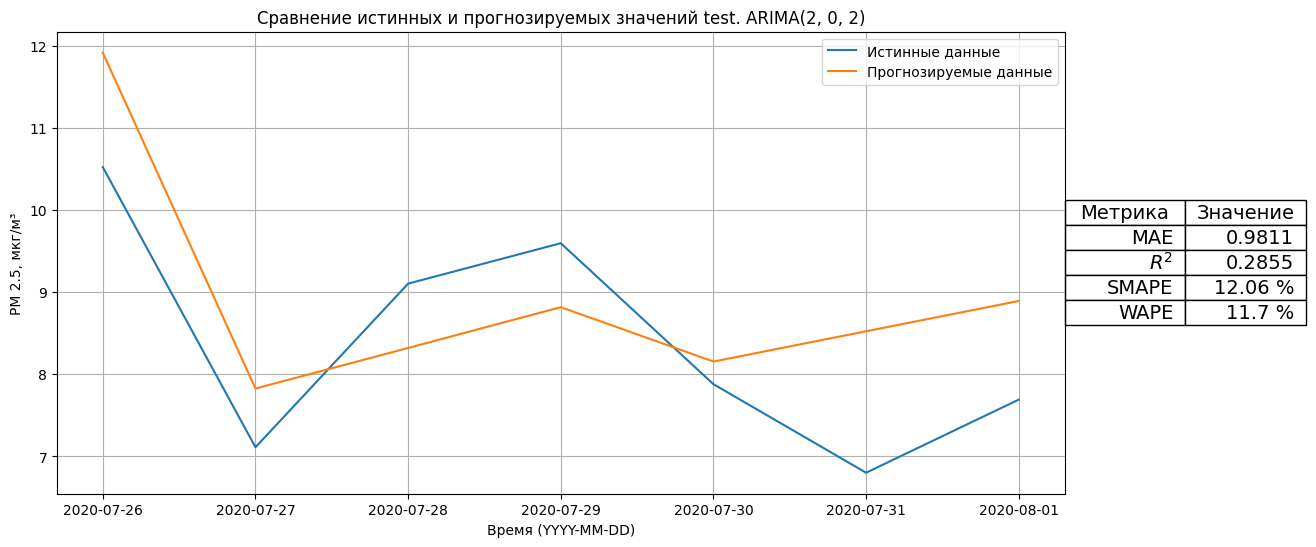 Сравнение истинных и прогнозируемых значений test. ARIMA(2, 0, 2)
Истинные данные
Прогнозируемые данные
12
11
10
9
8
7
PM 2.5, мкг/м³
2020-07-26 2020-07-27 2020-07-28 2020-07-29 2020-07-30 2020-07-31 2020-08-01
Время (YYYY-MM-DD)
Метрика Значение
MAE 0.9811
R² 0.2855
SMAPE 12.06 %
WAPE 11.7 %